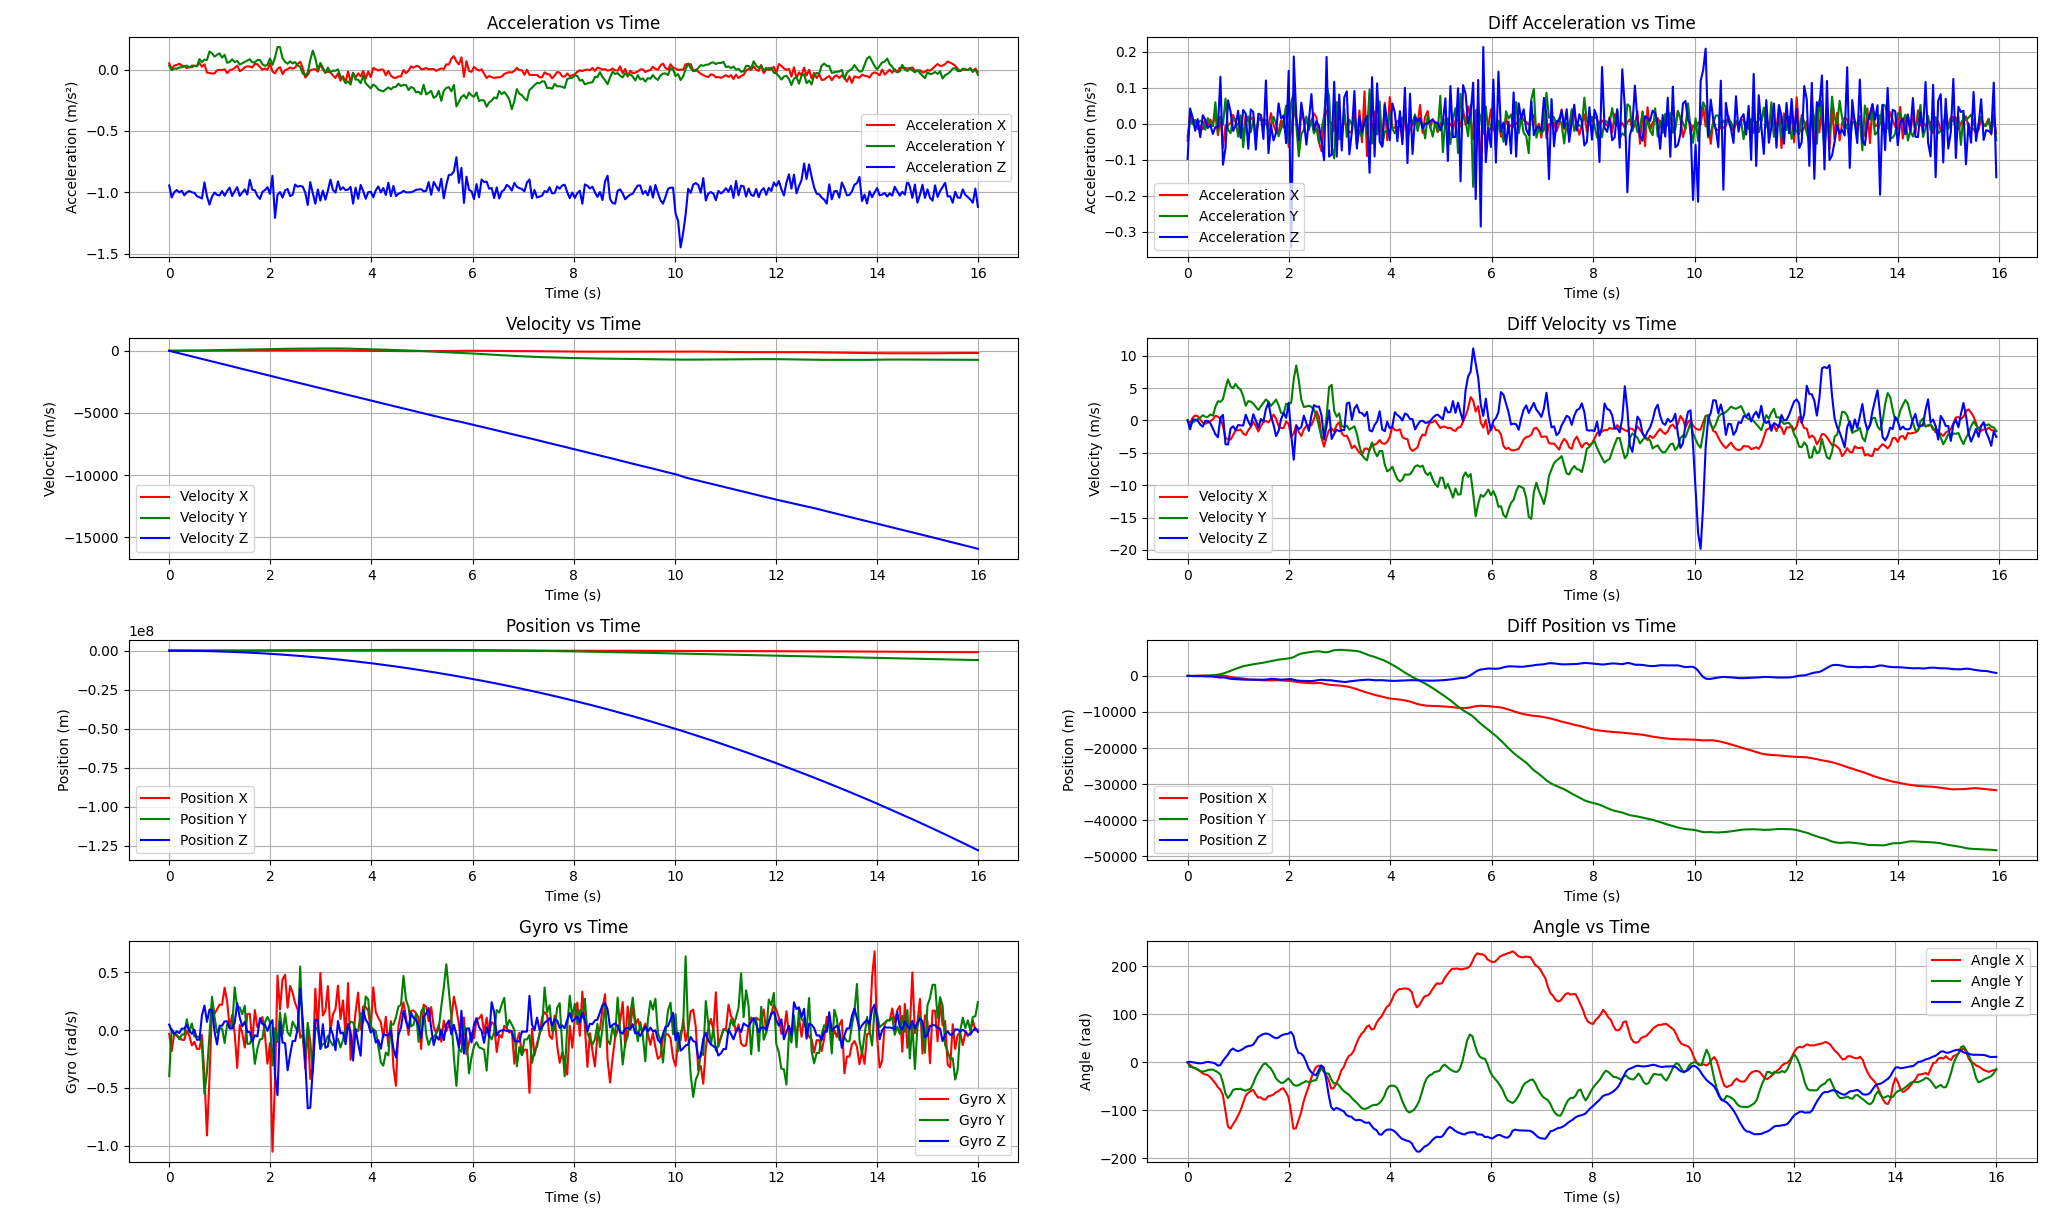 Acceleration vs Time
Acceleration (m/s²)
0.0
−0.5
−1.0
−1.5
Acceleration X
Acceleration Y
Acceleration Z
0 2 4 6 8 10 12 14 16
Time (s)
Diff Acceleration vs Time
Acceleration (m/s²)
0.2
0.1
0.0
−0.1
−0.2
−0.3
Acceleration X
Acceleration Y
Acceleration Z
0 2 4 6 8 10 12 14 16
Time (s)
Velocity vs Time
Velocity (m/s)
0
−5000
−10000
−15000
Velocity X
Velocity Y
Velocity Z
0 2 4 6 8 10 12 14 16
Time (s)
Diff Velocity vs Time
Velocity (m/s)
10
5
0
−5
−10
−15
−20
Velocity X
Velocity Y
Velocity Z
0 2 4 6 8 10 12 14 16
Time (s)
Position vs Time
1e8
Position (m)
0.00
−0.25
−0.50
−0.75
−1.00
−1.25
Position X
Position Y
Position Z
0 2 4 6 8 10 12 14 16
Time (s)
Diff Position vs Time
Position (m)
0
−10000
−20000
−30000
−40000
−50000
Position X
Position Y
Position Z
0 2 4 6 8 10 12 14 16
Time (s)
Gyro vs Time
Gyro (rad/s)
0.5
0.0
−0.5
−1.0
Gyro X
Gyro Y
Gyro Z
0 2 4 6 8 10 12 14 16
Time (s)
Angle vs Time
Angle (rad)
200
100
0
−100
−200
Angle X
Angle Y
Angle Z
0 2 4 6 8 10 12 14 16
Time (s)